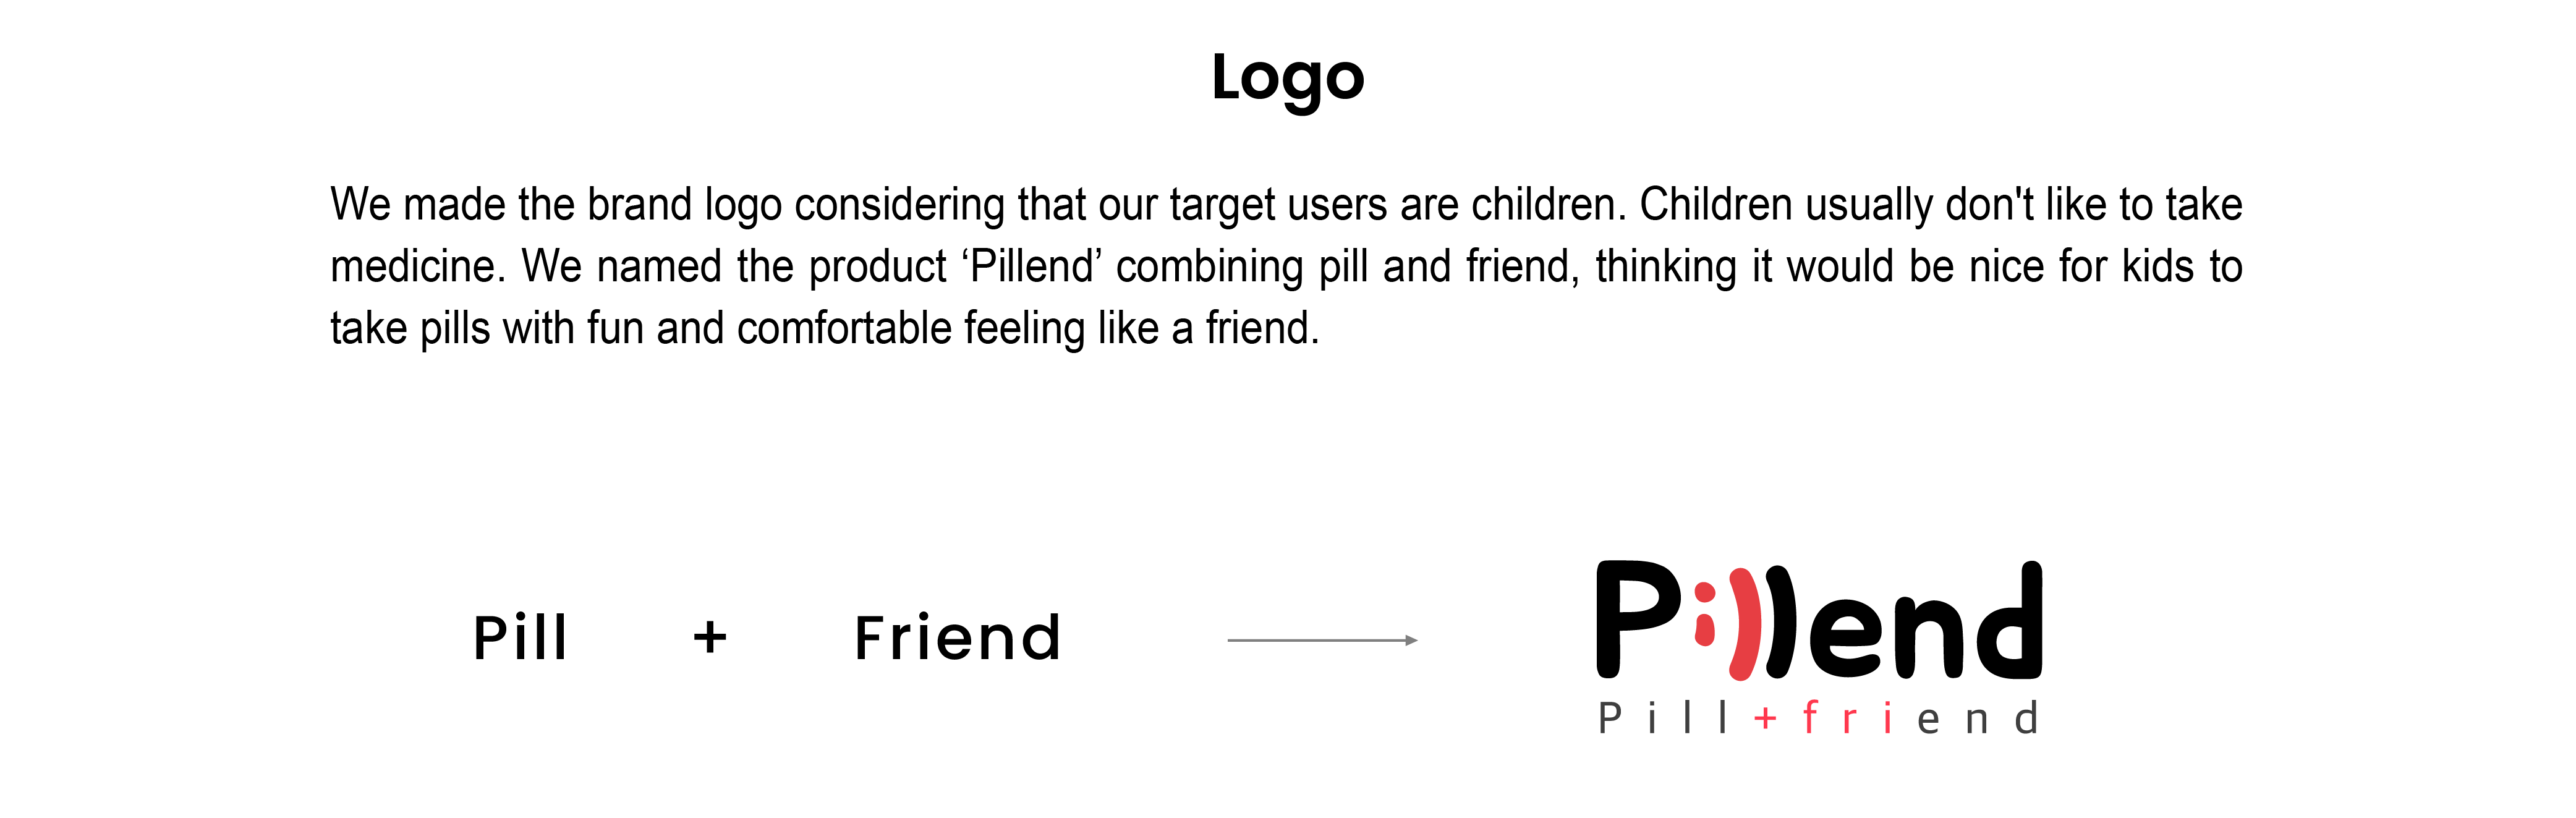 Logo
We made the brand logo considering that our target users are children. Children usually don't like to take
medicine. We named the product ‘Pillend’ combining pill and friend, thinking it would be nice for kids to
take pills with fun and comfortable feeling like a friend.
Pill + Friend
Pillend
Pill+friend